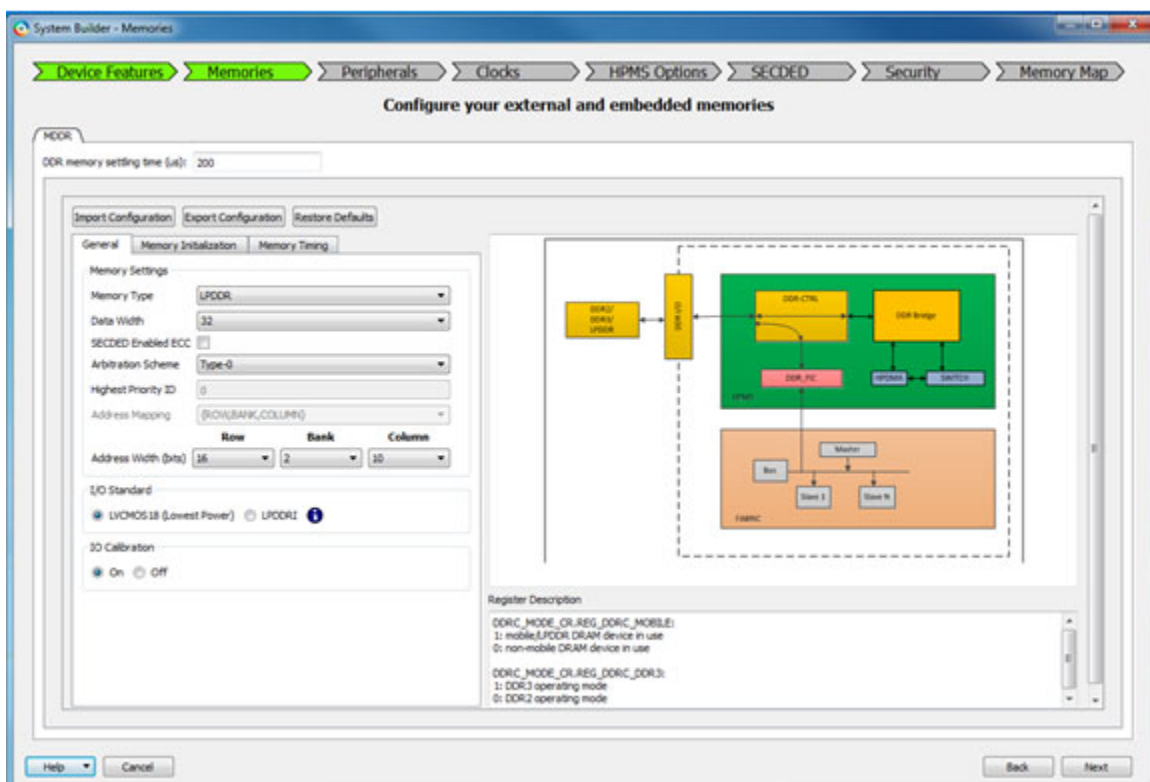 System Builder - Memories
Device Features Memories Peripherals Clocks HPMS Options SECDED Security Memory Map
Configure your external and embedded memories
MDDR
DDR memory settling time (us): 200
Import Configuration Export Configuration Restore Defaults
General Memory Initialization Memory Timing
Memory Settings
Memory Type LPDDR
Data Width 32
SECDED Enabled ECC
Arbitration Scheme Type-0
Highest Priority ID 0
Address Mapping {ROW,BANK,COLUMN}
Row Bank Column
Address Width (bits) 16 2 10
I/O Standard
LVCMOS18 (Lowest Power) LPDDRI
IO Calibration
On Off
DDR2/
DDR3/
LPDDR
DDR I/O
DDR-CTRL
DDR Bridge
DDR_FIC
HPDMA
SWITCH
HPMS
Master
Bus
Slave 1
Slave N
FABRIC
Register Description
DDRC_MODE_CR.REG_DDRC_MOBILE:
1: mobile/LPDDR DRAM device in use
0: non-mobile DRAM device in use
DDRC_MODE_CR.REG_DDRC_DDR3:
1: DDR3 operating mode
0: DDR2 operating mode
Help Cancel Back Next